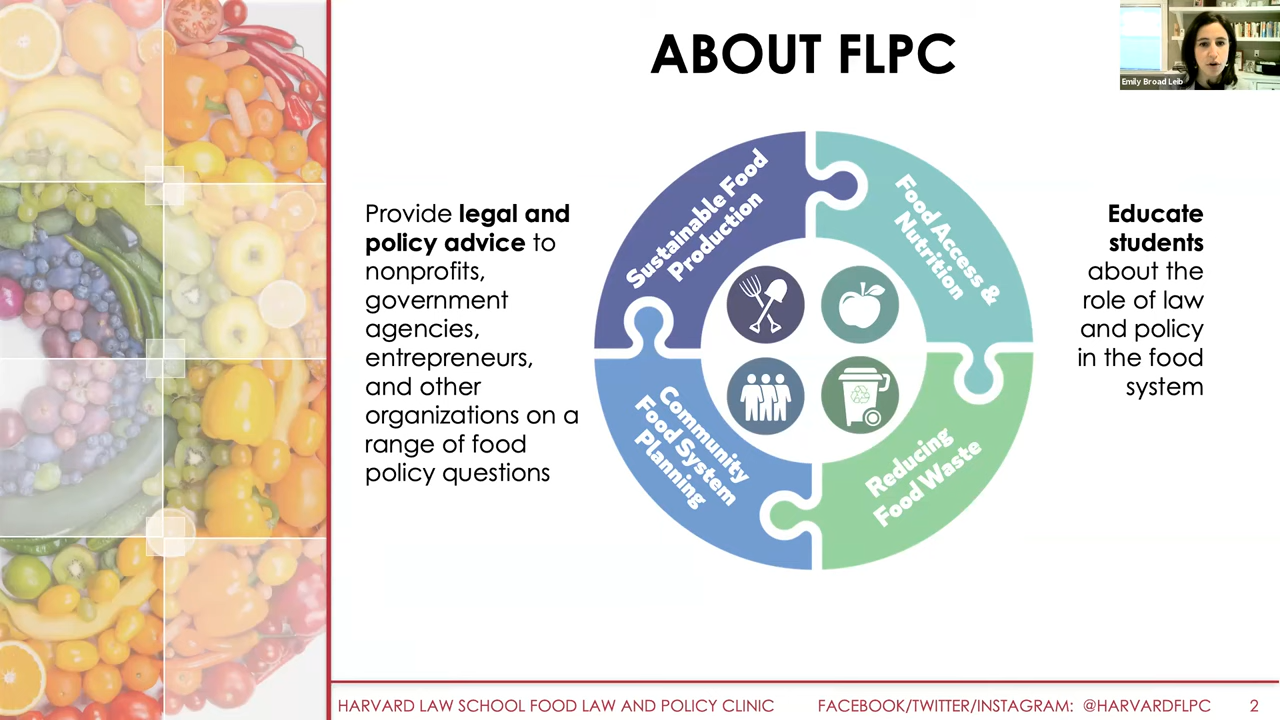 ABOUT FLPC
Emily Broad Leib
Provide legal and
policy advice to
nonprofits,
government
agencies,
entrepreneurs,
and other
organizations on a
range of food
policy questions
Sustainable Food
Production
Food Access &
Nutrition
Community
Food System
Planning
Reducing
Food Waste
Educate
students
about the
role of law
and policy
in the food
system
HARVARD LAW SCHOOL FOOD LAW AND POLICY CLINIC
FACEBOOK/TWITTER/INSTAGRAM: @HARVARDFLPC
2